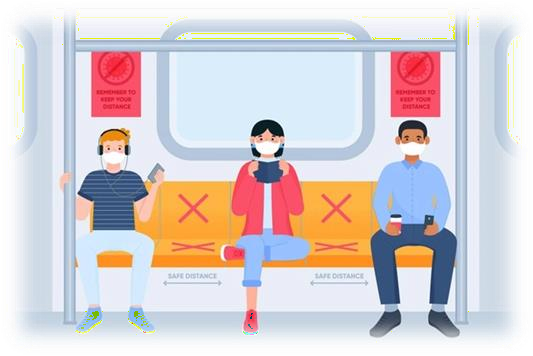 REMEMBER TO
KEEP YOUR
DISTANCE
REMEMBER TO
KEEP YOUR
DISTANCE
SAFE DISTANCE
SAFE DISTANCE